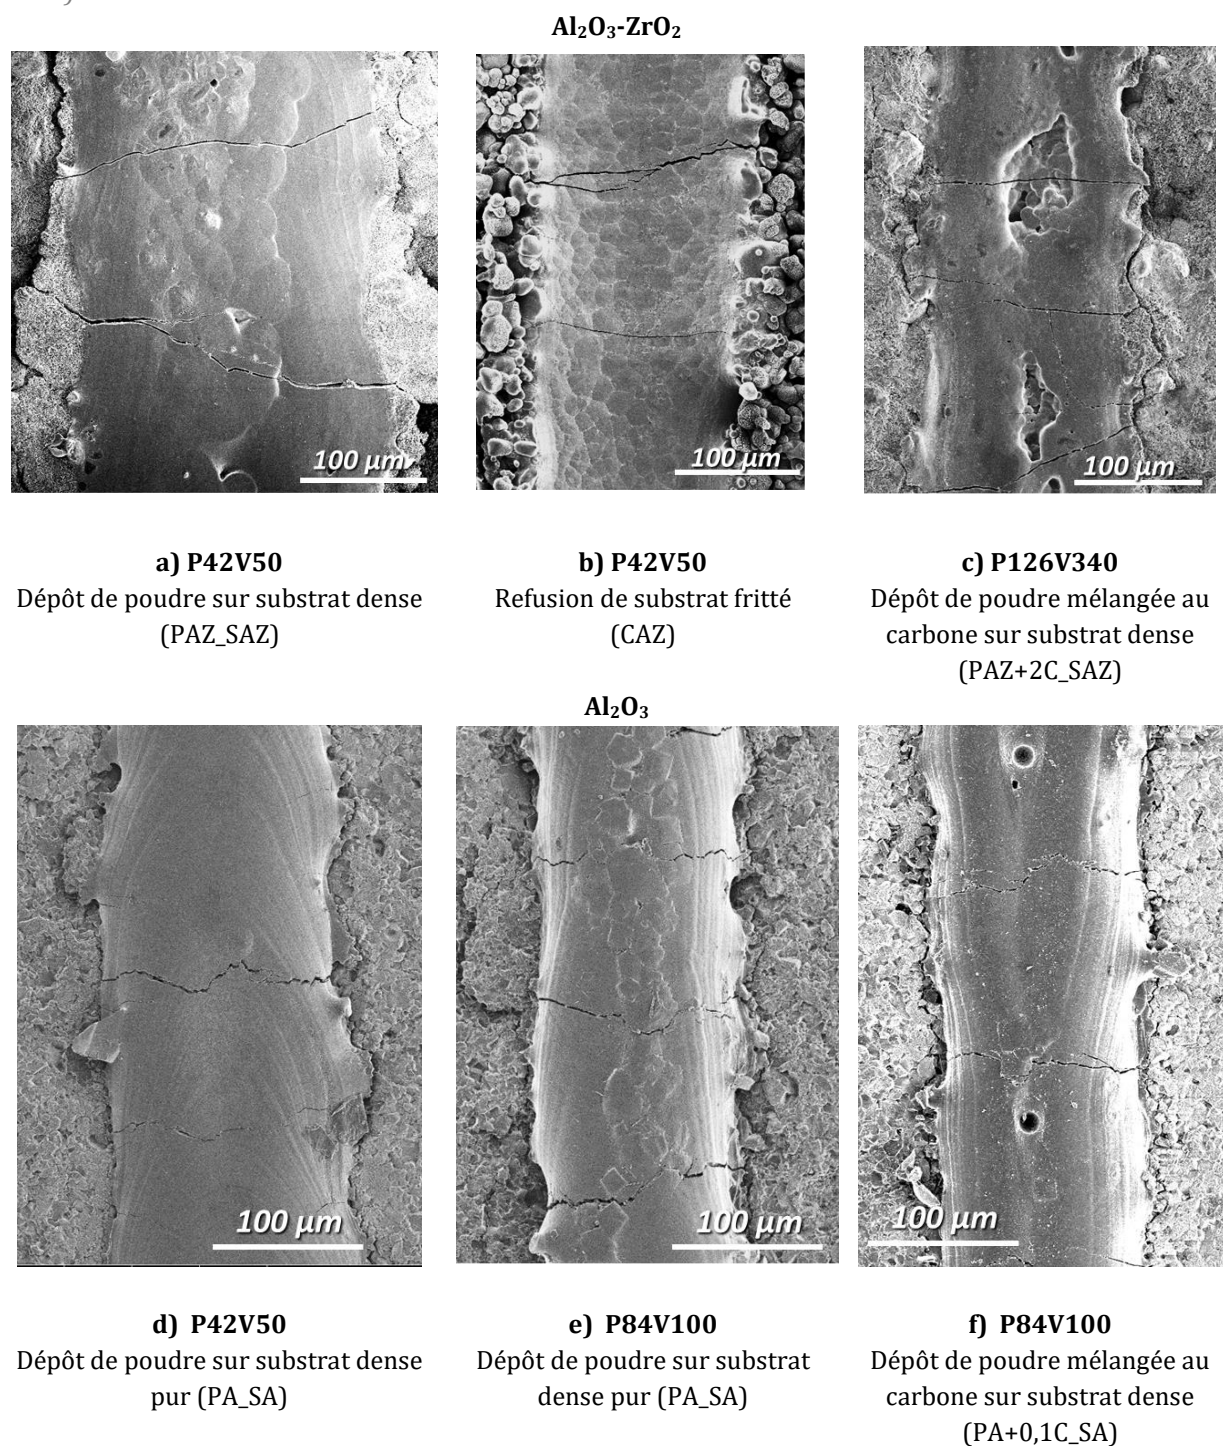 Al₂O₃-ZrO₂
100 µm
100 µm
100 µm
a) P42V50
Dépôt de poudre sur substrat dense
(PAZ_SAZ)
b) P42V50
Refusion de substrat fritté
(CAZ)
c) P126V340
Dépôt de poudre mélangée au
carbone sur substrat dense
(PAZ+2C_SAZ)
Al₂O₃
100 µm
100 µm
100 µm
d) P42V50
Dépôt de poudre sur substrat dense
pur (PA_SA)
e) P84V100
Dépôt de poudre sur substrat
dense pur (PA_SA)
f) P84V100
Dépôt de poudre mélangée au
carbone sur substrat dense
(PA+0,1C_SA)